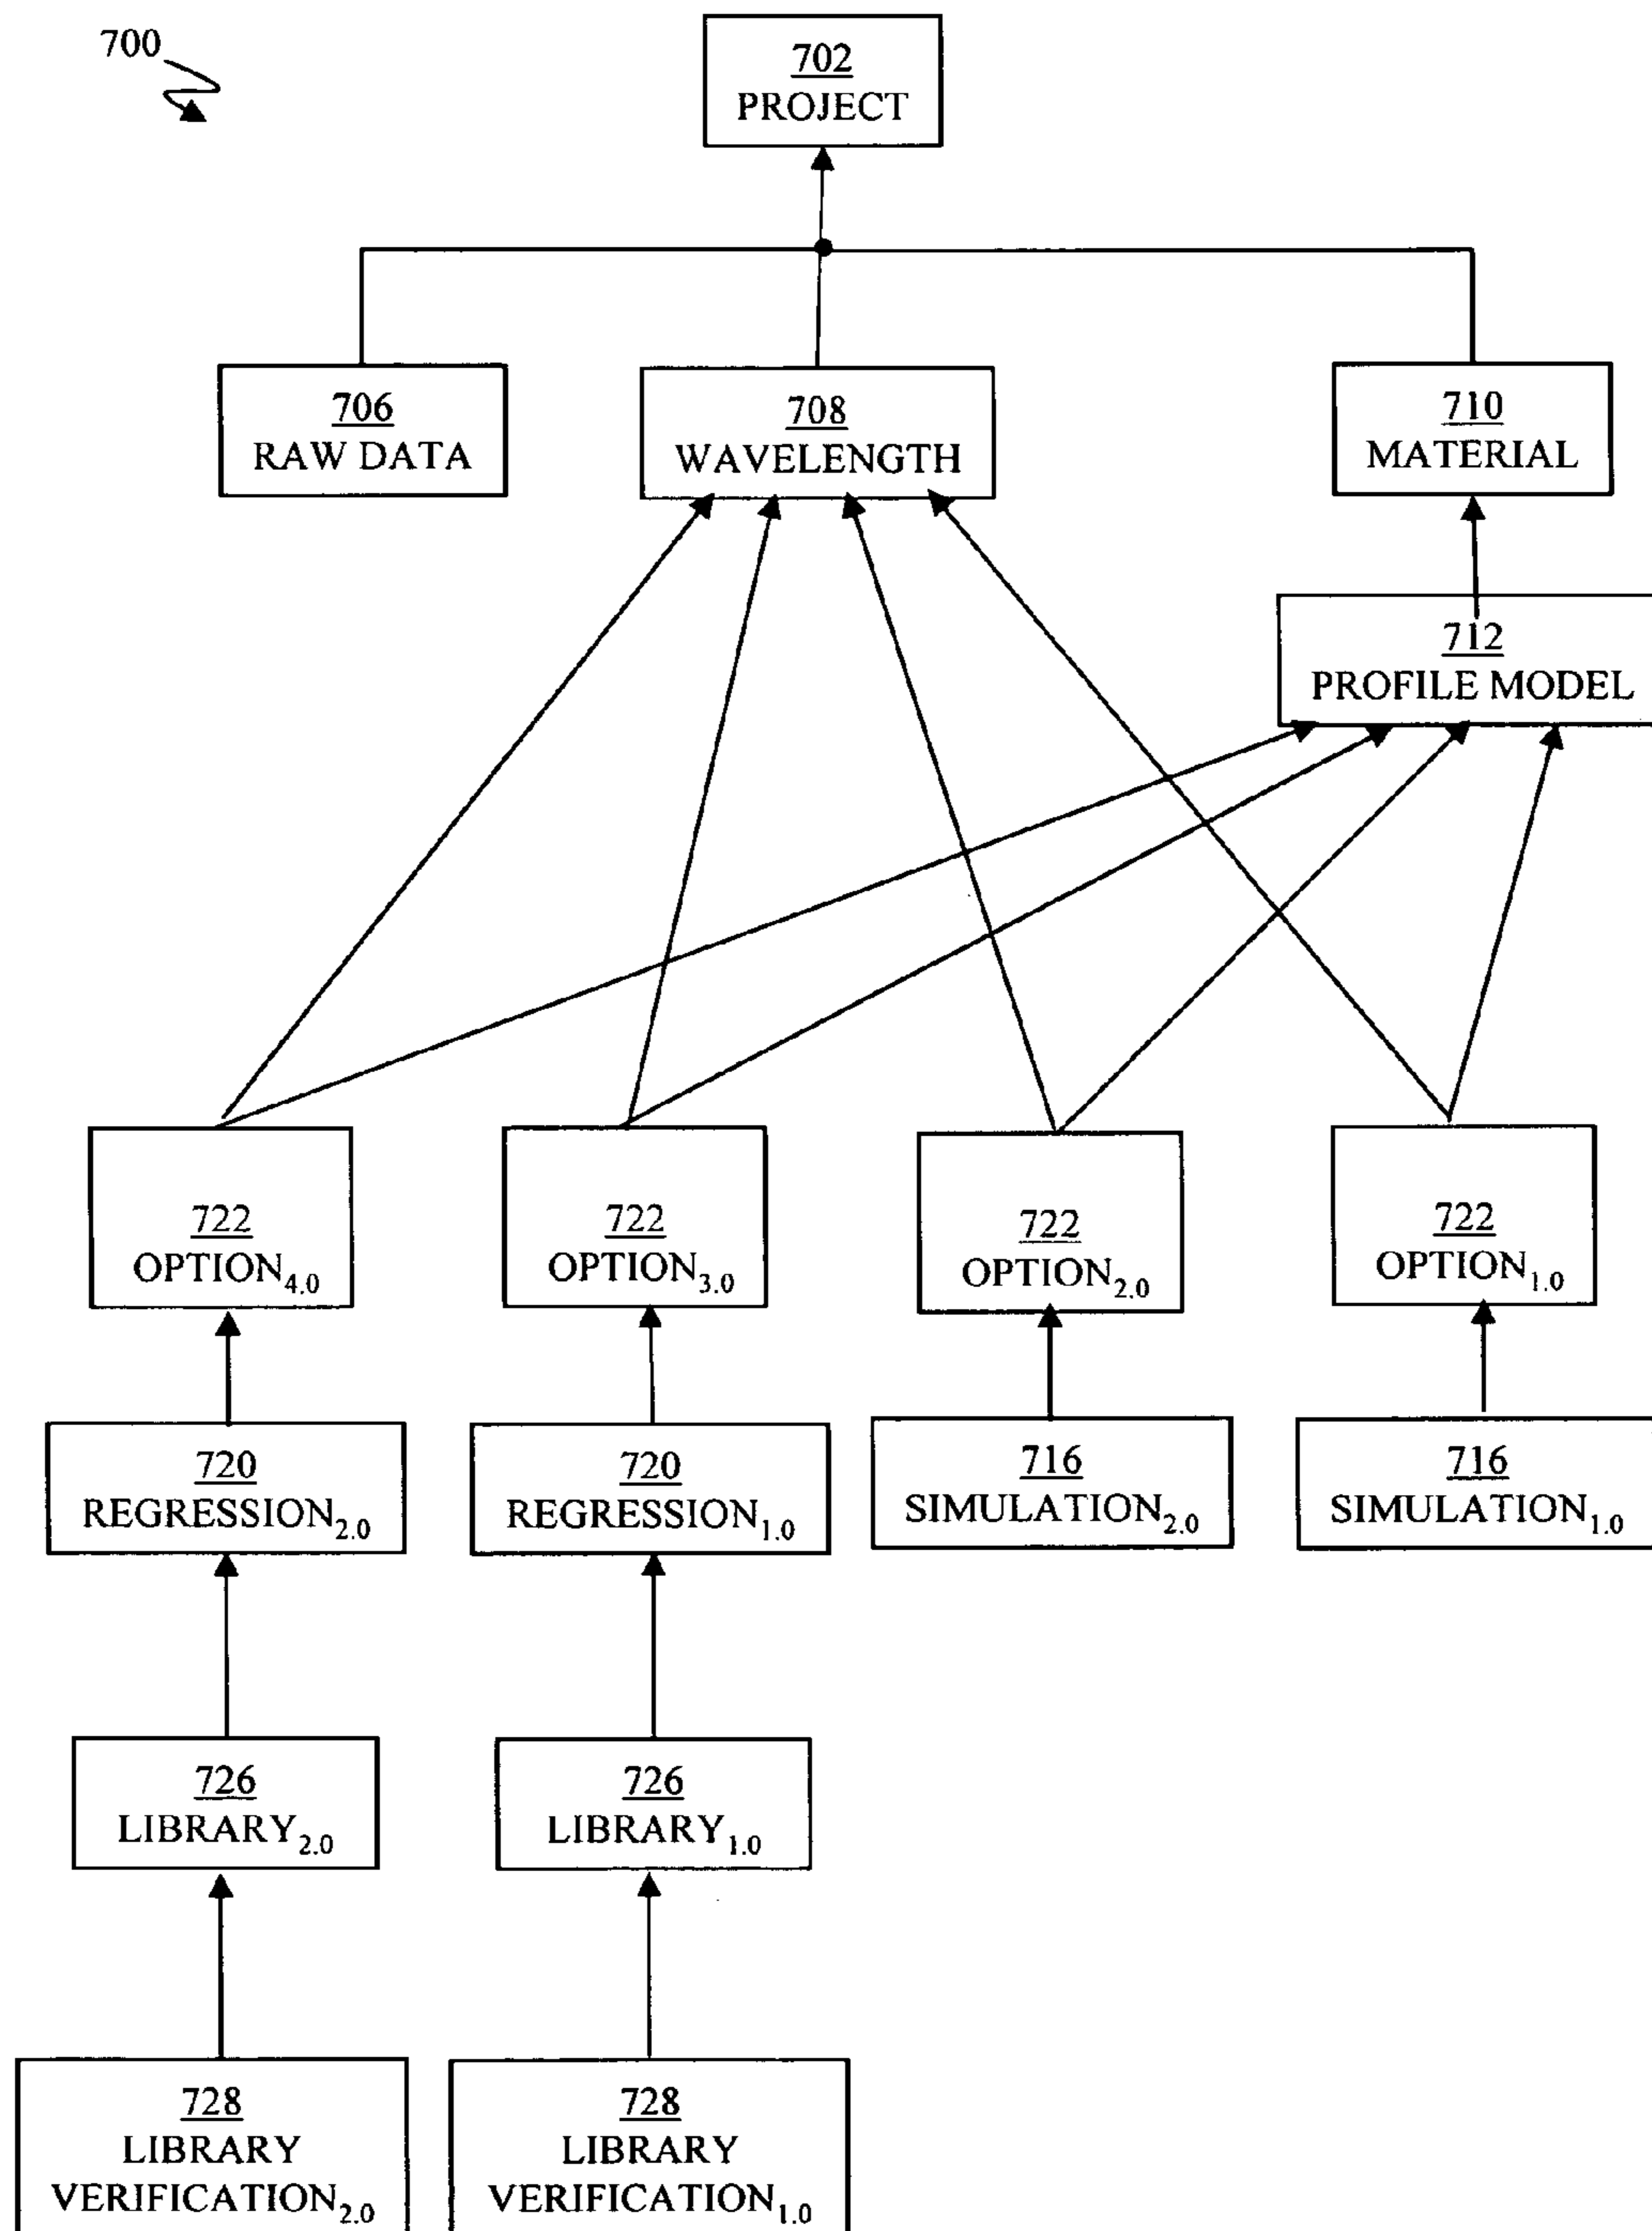 700
702
PROJECT
706
RAW DATA
708
WAVELENGTH
710
MATERIAL
712
PROFILE MODEL
722
OPTION4.0
722
OPTION3.0
722
OPTION2.0
722
OPTION1.0
720
REGRESSION2.0
720
REGRESSION1.0
716
SIMULATION2.0
716
SIMULATION1.0
726
LIBRARY2.0
726
LIBRARY1.0
728
LIBRARY
VERIFICATION2.0
728
LIBRARY
VERIFICATION1.0